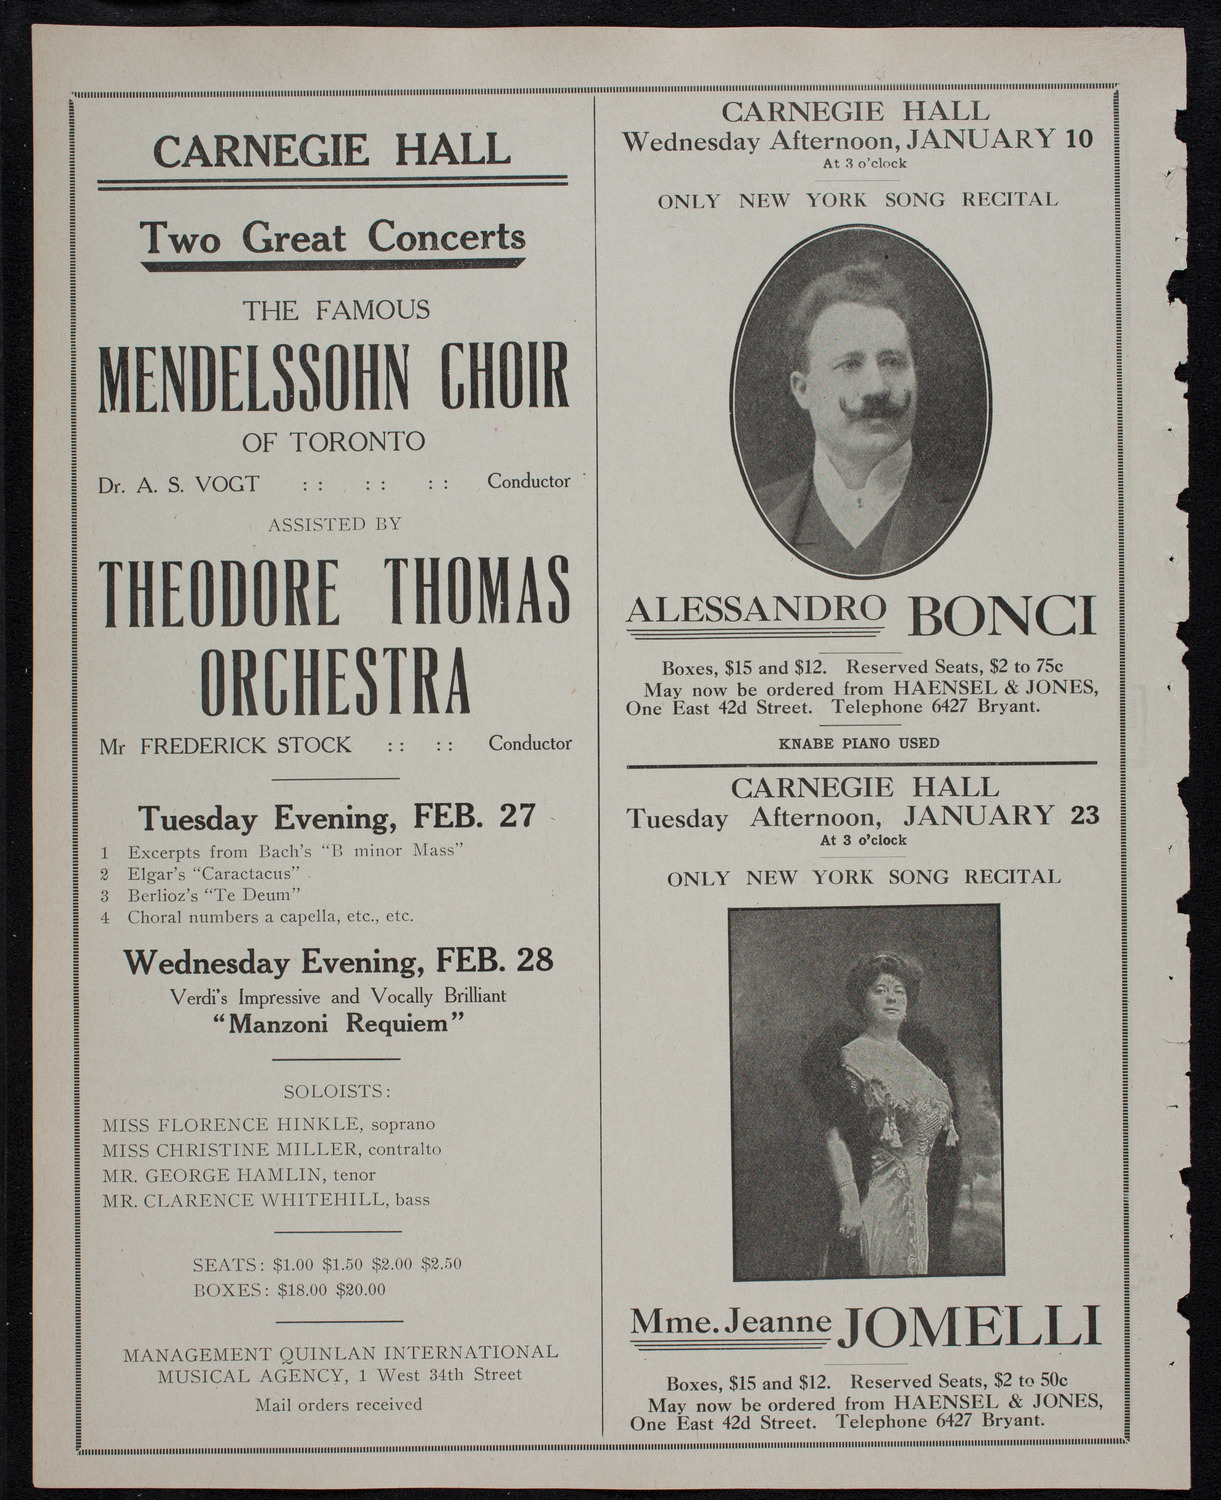 CARNEGIE HALL
Two Great Concerts
THE FAMOUS
MENDELSSOHN CHOIR
OF TORONTO
Dr. A. S. VOGT :: :: :: Conductor
ASSISTED BY
THEODORE THOMAS
ORCHESTRA
Mr FREDERICK STOCK :: :: Conductor
Tuesday Evening, FEB. 27
1 Excerpts from Bach's "B minor Mass"
2 Elgar's "Caractacus"
3 Berlioz's "Te Deum"
4 Choral numbers a capella, etc., etc.
Wednesday Evening, FEB. 28
Verdi's Impressive and Vocally Brilliant
"Manzoni Requiem"
SOLOISTS:
MISS FLORENCE HINKLE, soprano
MISS CHRISTINE MILLER, contralto
MR. GEORGE HAMLIN, tenor
MR. CLARENCE WHITEHILL, bass
SEATS: $1.00 $1.50 $2.00 $2.50
BOXES: $18.00 $20.00
MANAGEMENT QUINLAN INTERNATIONAL
MUSICAL AGENCY, 1 West 34th Street
Mail orders received
CARNEGIE HALL
Wednesday Afternoon, JANUARY 10
At 3 o'clock
ONLY NEW YORK SONG RECITAL
ALESSANDRO BONCI
Boxes, $15 and $12. Reserved Seats, $2 to 75c
May now be ordered from HAENSEL & JONES,
One East 42d Street. Telephone 6427 Bryant.
KNABE PIANO USED
CARNEGIE HALL
Tuesday Afternoon, JANUARY 23
At 3 o'clock
ONLY NEW YORK SONG RECITAL
Mme. Jeanne JOMELLI
Boxes, $15 and $12. Reserved Seats, $2 to 50c
May now be ordered from HAENSEL & JONES,
One East 42d Street. Telephone 6427 Bryant.